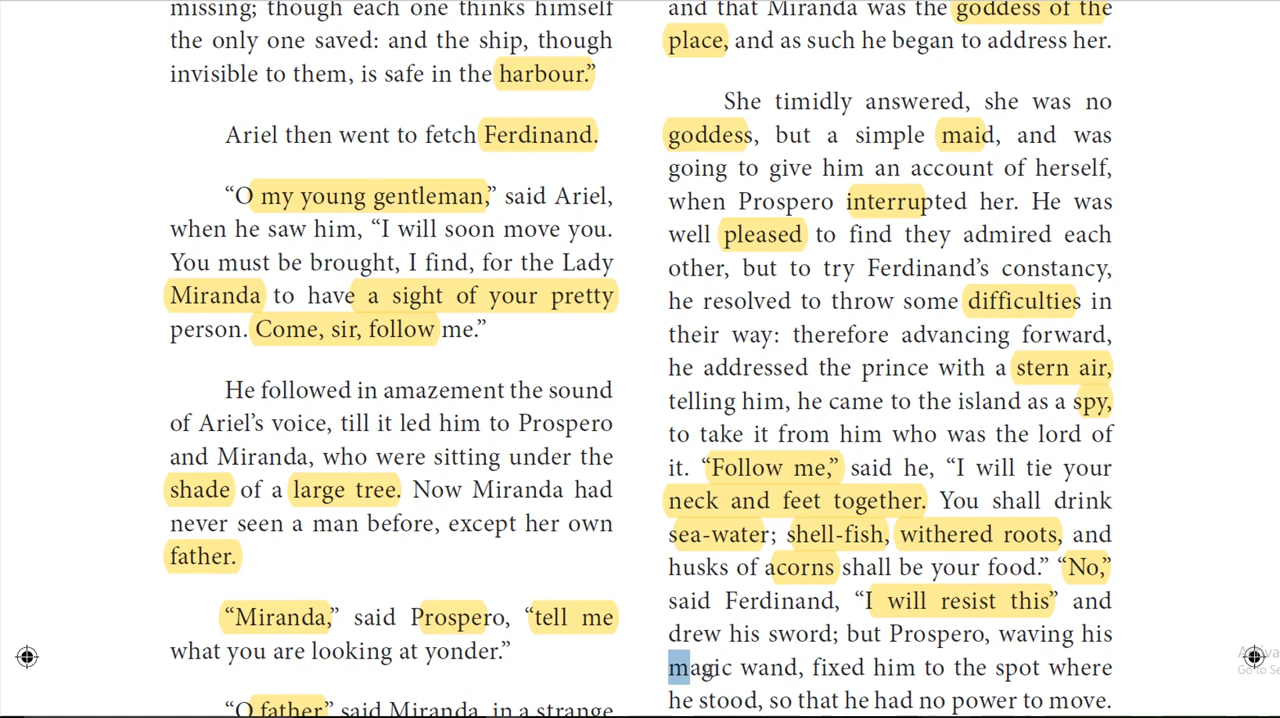 missing; though each one thinks himself
the only one saved: and the ship, though
invisible to them, is safe in the harbour.”
Ariel then went to fetch Ferdinand.
“O my young gentleman,” said Ariel,
when he saw him, “I will soon move you.
You must be brought, I find, for the Lady
Miranda to have a sight of your pretty
person. Come, sir, follow me.”
He followed in amazement the sound
of Ariel’s voice, till it led him to Prospero
and Miranda, who were sitting under the
shade of a large tree. Now Miranda had
never seen a man before, except her own
father.
“Miranda,” said Prospero, “tell me
what you are looking at yonder.”
“O father,” said Miranda, in a strange
and that Miranda was the goddess of the
place, and as such he began to address her.
She timidly answered, she was no
goddess, but a simple maid, and was
going to give him an account of herself,
when Prospero interrupted her. He was
well pleased to find they admired each
other, but to try Ferdinand’s constancy,
he resolved to throw some difficulties in
their way: therefore advancing forward,
he addressed the prince with a stern air,
telling him, he came to the island as a spy,
to take it from him who was the lord of
it. “Follow me,” said he, “I will tie your
neck and feet together. You shall drink
sea-water; shell-fish, withered roots, and
husks of acorns shall be your food.” “No,”
said Ferdinand, “I will resist this” and
drew his sword; but Prospero, waving his
magic wand, fixed him to the spot where
he stood, so that he had no power to move.
Go to Se